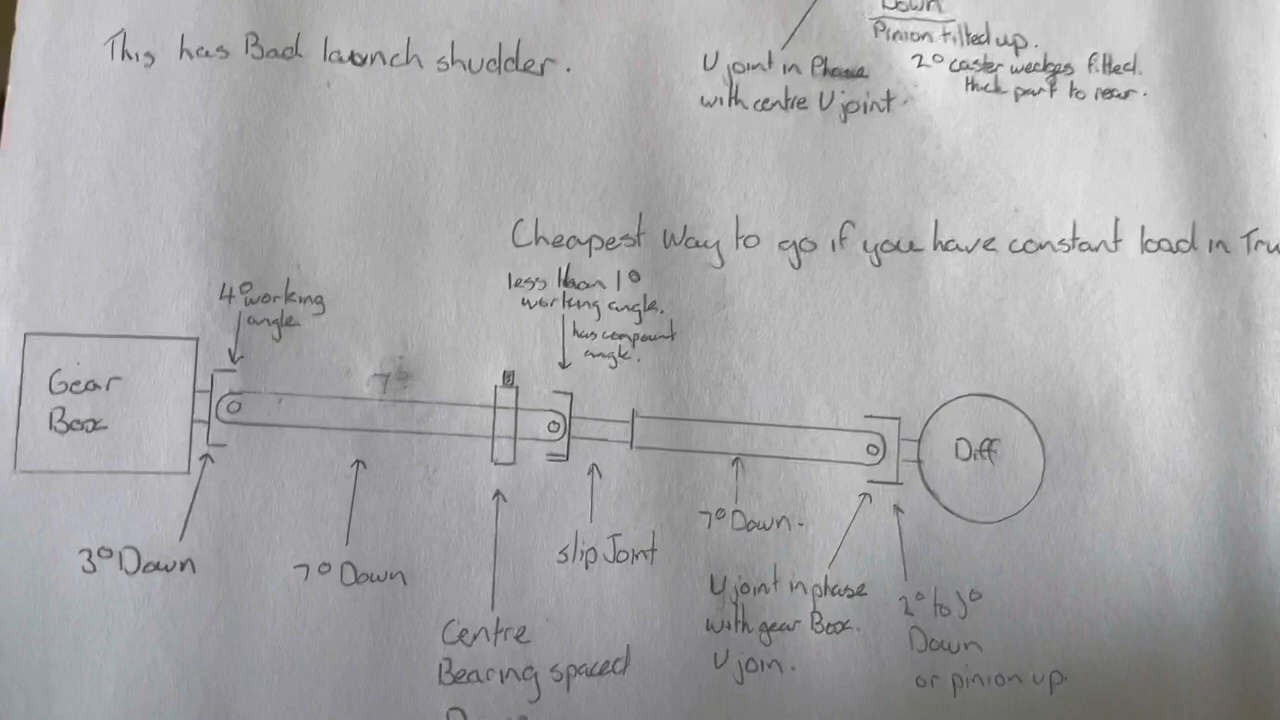 This has Bad launch shudder.
Down
Pinion tilted up.
2° caster wedges fitted.
thick part to rear.
U joint in Phase
with centre U joint.
Cheapest Way to go if you have constant load in Tru
4° working
angle
less than 1°
working angle.
has compount
angle.
Gear
Box
7°
Diff
3° Down
7° Down
Centre
Bearing spaced
Down
slip Joint
7° Down.
U joint in phase
with gear Box.
U join.
2° to 3°
Down
or pinion up.